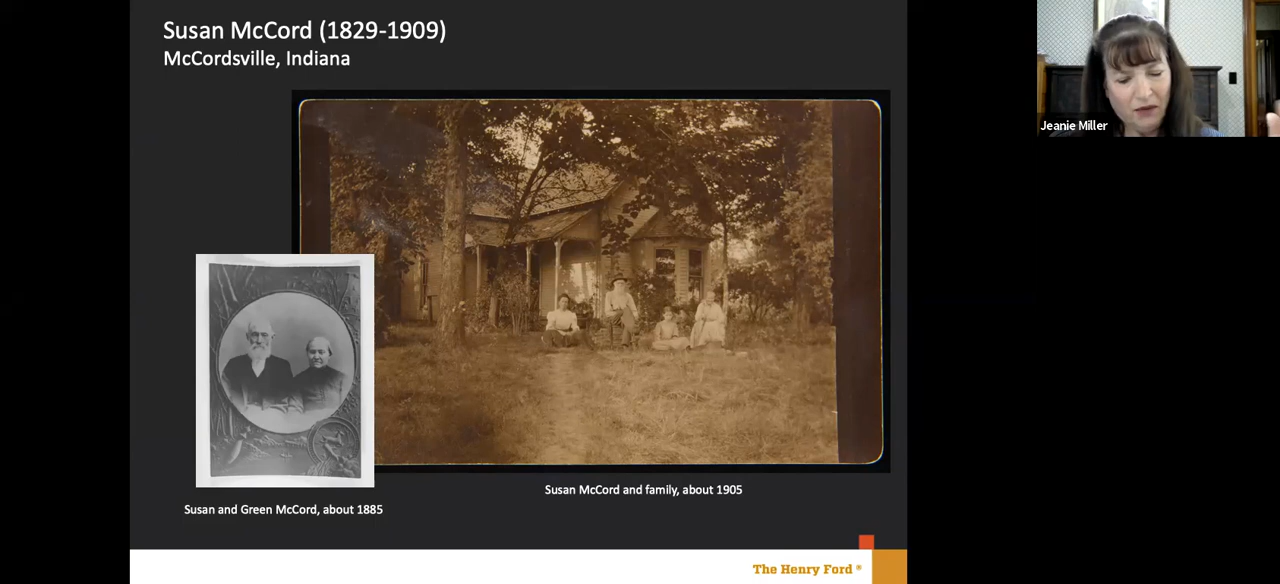 Susan McCord (1829-1909)
McCordsville, Indiana
Jeanie Miller
Susan McCord and family, about 1905
Susan and Green McCord, about 1885
The Henry Ford ®